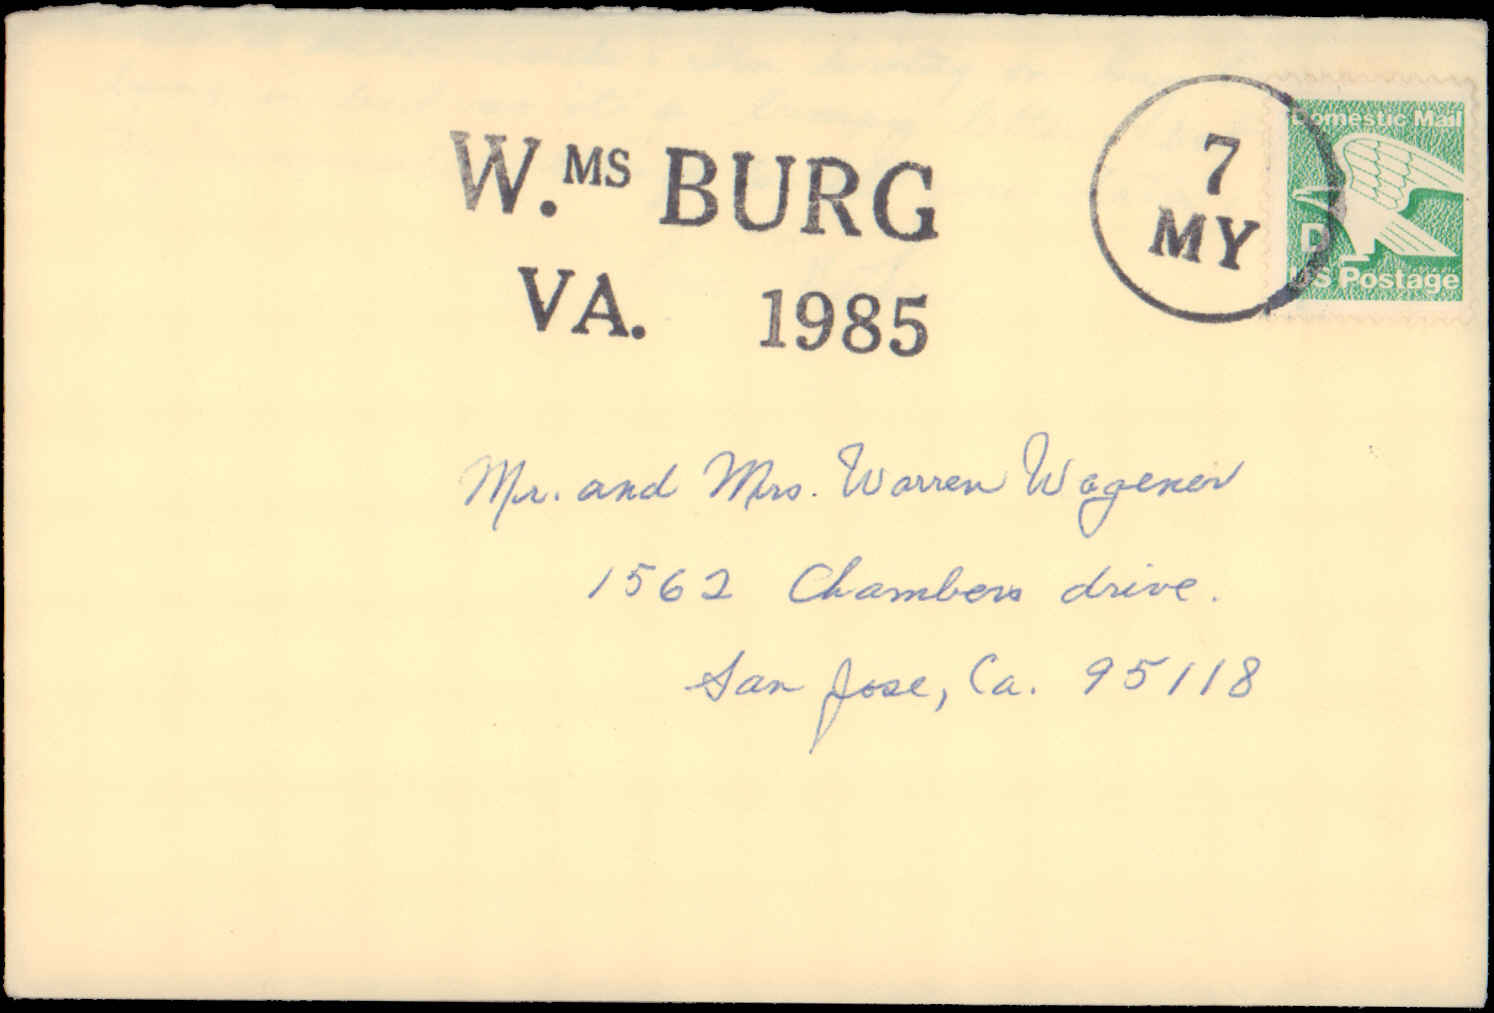 W.MS BURG
VA. 1985
7
MY
Domestic Mail
D
US Postage
Mr. and Mrs. Warren Wagener
1562 Chambers drive.
San Jose, Ca. 95118